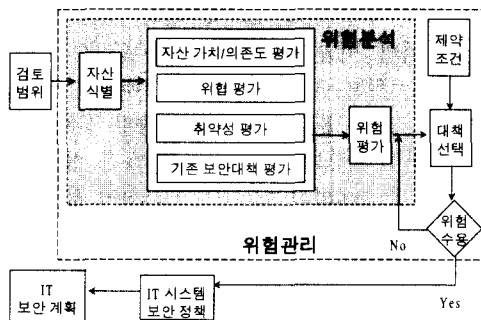 위험분석
자산 가치/의존도 평가
위협 평가
취약성 평가
기존 보안대책 평가
검토
범위
자산
식별
위험
평가
제약
조건
대책
선택
위험
수용
No
위험관리
Yes
IT 시스템
보안 정책
IT
보안 계획